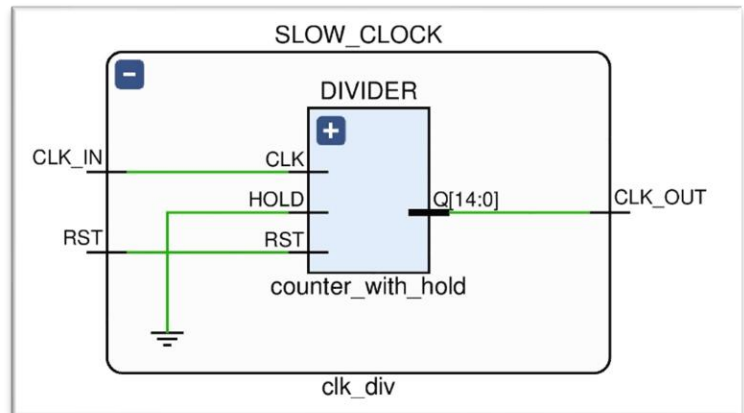 SLOW_CLOCK
DIVIDER
CLK_IN
CLK
HOLD
Q[14:0]
CLK_OUT
RST
RST
counter_with_hold
clk_div